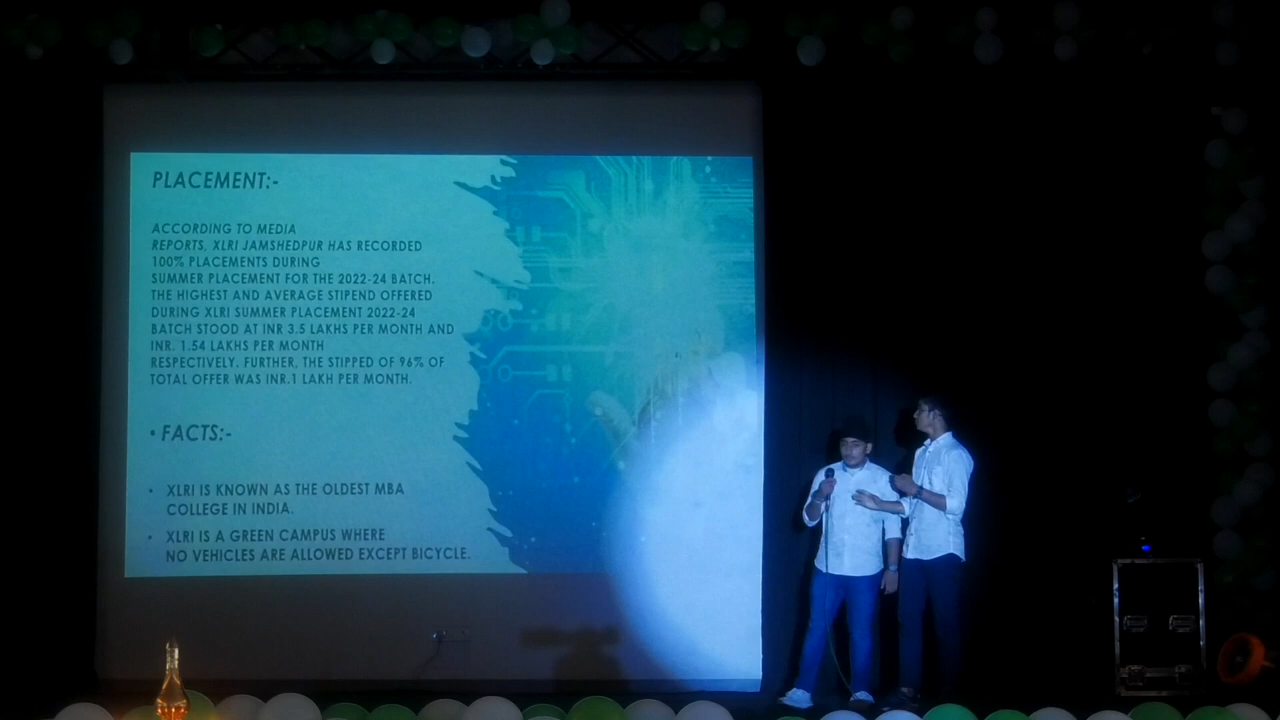 PLACEMENT:-
ACCORDING TO MEDIA
REPORTS, XLRI JAMSHEDPUR HAS RECORDED
100% PLACEMENTS DURING
SUMMER PLACEMENT FOR THE 2022-24 BATCH.
THE HIGHEST AND AVERAGE STIPEND OFFERED
DURING XLRI SUMMER PLACEMENT 2022-24
BATCH STOOD AT INR 3.5 LAKHS PER MONTH AND
INR. 1.54 LAKHS PER MONTH
RESPECTIVELY. FURTHER, THE STIPPED OF 96% OF
TOTAL OFFER WAS INR.1 LAKH PER MONTH.
• FACTS:-
• XLRI IS KNOWN AS THE OLDEST MBA
COLLEGE IN INDIA.
• XLRI IS A GREEN CAMPUS WHERE
NO VEHICLES ARE ALLOWED EXCEPT BICYCLE.